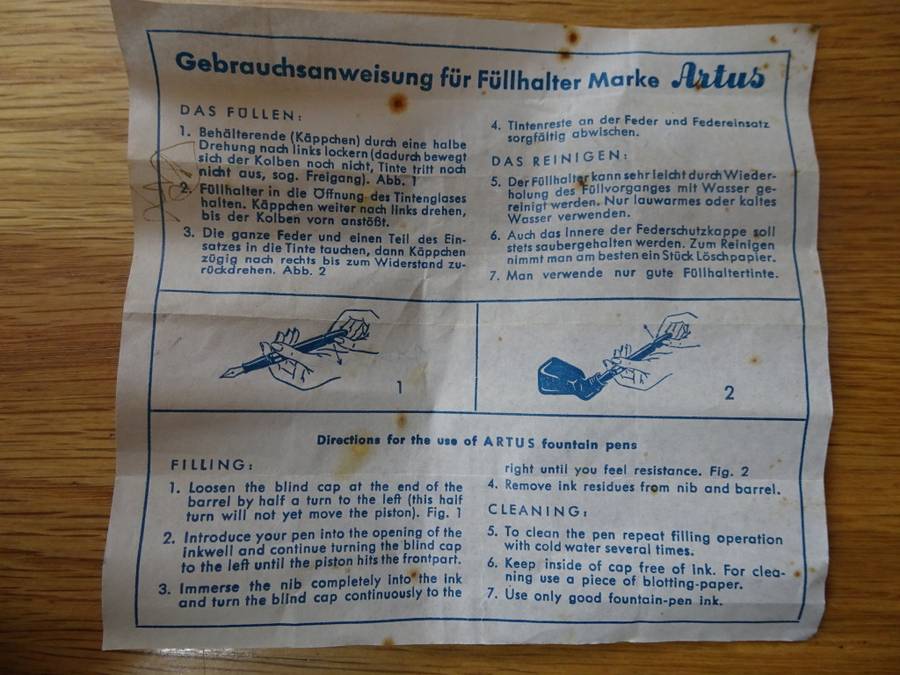 Gebrauchsanweisung für Füllhalter Marke Artus
DAS FÜLLEN:
1. Behälterende (Käppchen) durch eine halbe
Drehung nach links lockern (dadurch bewegt
sich der Kolben noch nicht, Tinte tritt noch
nicht aus, sog. Freigang). Abb. 1
2. Füllhalter in die Öffnung des Tintenglases
halten. Käppchen weiter nach links drehen,
bis der Kolben vorn anstößt.
3. Die ganze Feder und einen Teil des Ein-
satzes in die Tinte tauchen, dann Käppchen
zügig nach rechts bis zum Widerstand zu-
rückdrehen. Abb. 2
4. Tintenreste an der Feder und Federeinsatz
sorgfältig abwischen.
DAS REINIGEN:
5. Der Füllhalter kann sehr leicht durch Wieder-
holung des Füllvorganges mit Wasser ge-
reinigt werden. Nur lauwarmes oder kaltes
Wasser verwenden.
6. Auch das Innere der Federschutzkappe soll
stets saubergehalten werden. Zum Reinigen
nimmt man am besten ein Stück Löschpapier.
7. Man verwende nur gute Füllhaltertinte.
1
2
Directions for the use of ARTUS fountain pens
FILLING:
1. Loosen the blind cap at the end of the
barrel by half a turn to the left (this half
turn will not yet move the piston). Fig. 1
2. Introduce your pen into the opening of the
inkwell and continue turning the blind cap
to the left until the piston hits the frontpart.
3. Immerse the nib completely into the ink
and turn the blind cap continuously to the
right until you feel resistance. Fig. 2
4. Remove ink residues from nib and barrel.
CLEANING:
5. To clean the pen repeat filling operation
with cold water several times.
6. Keep inside of cap free of ink. For clea-
ning use a piece of blotting-paper.
7. Use only good fountain-pen ink.